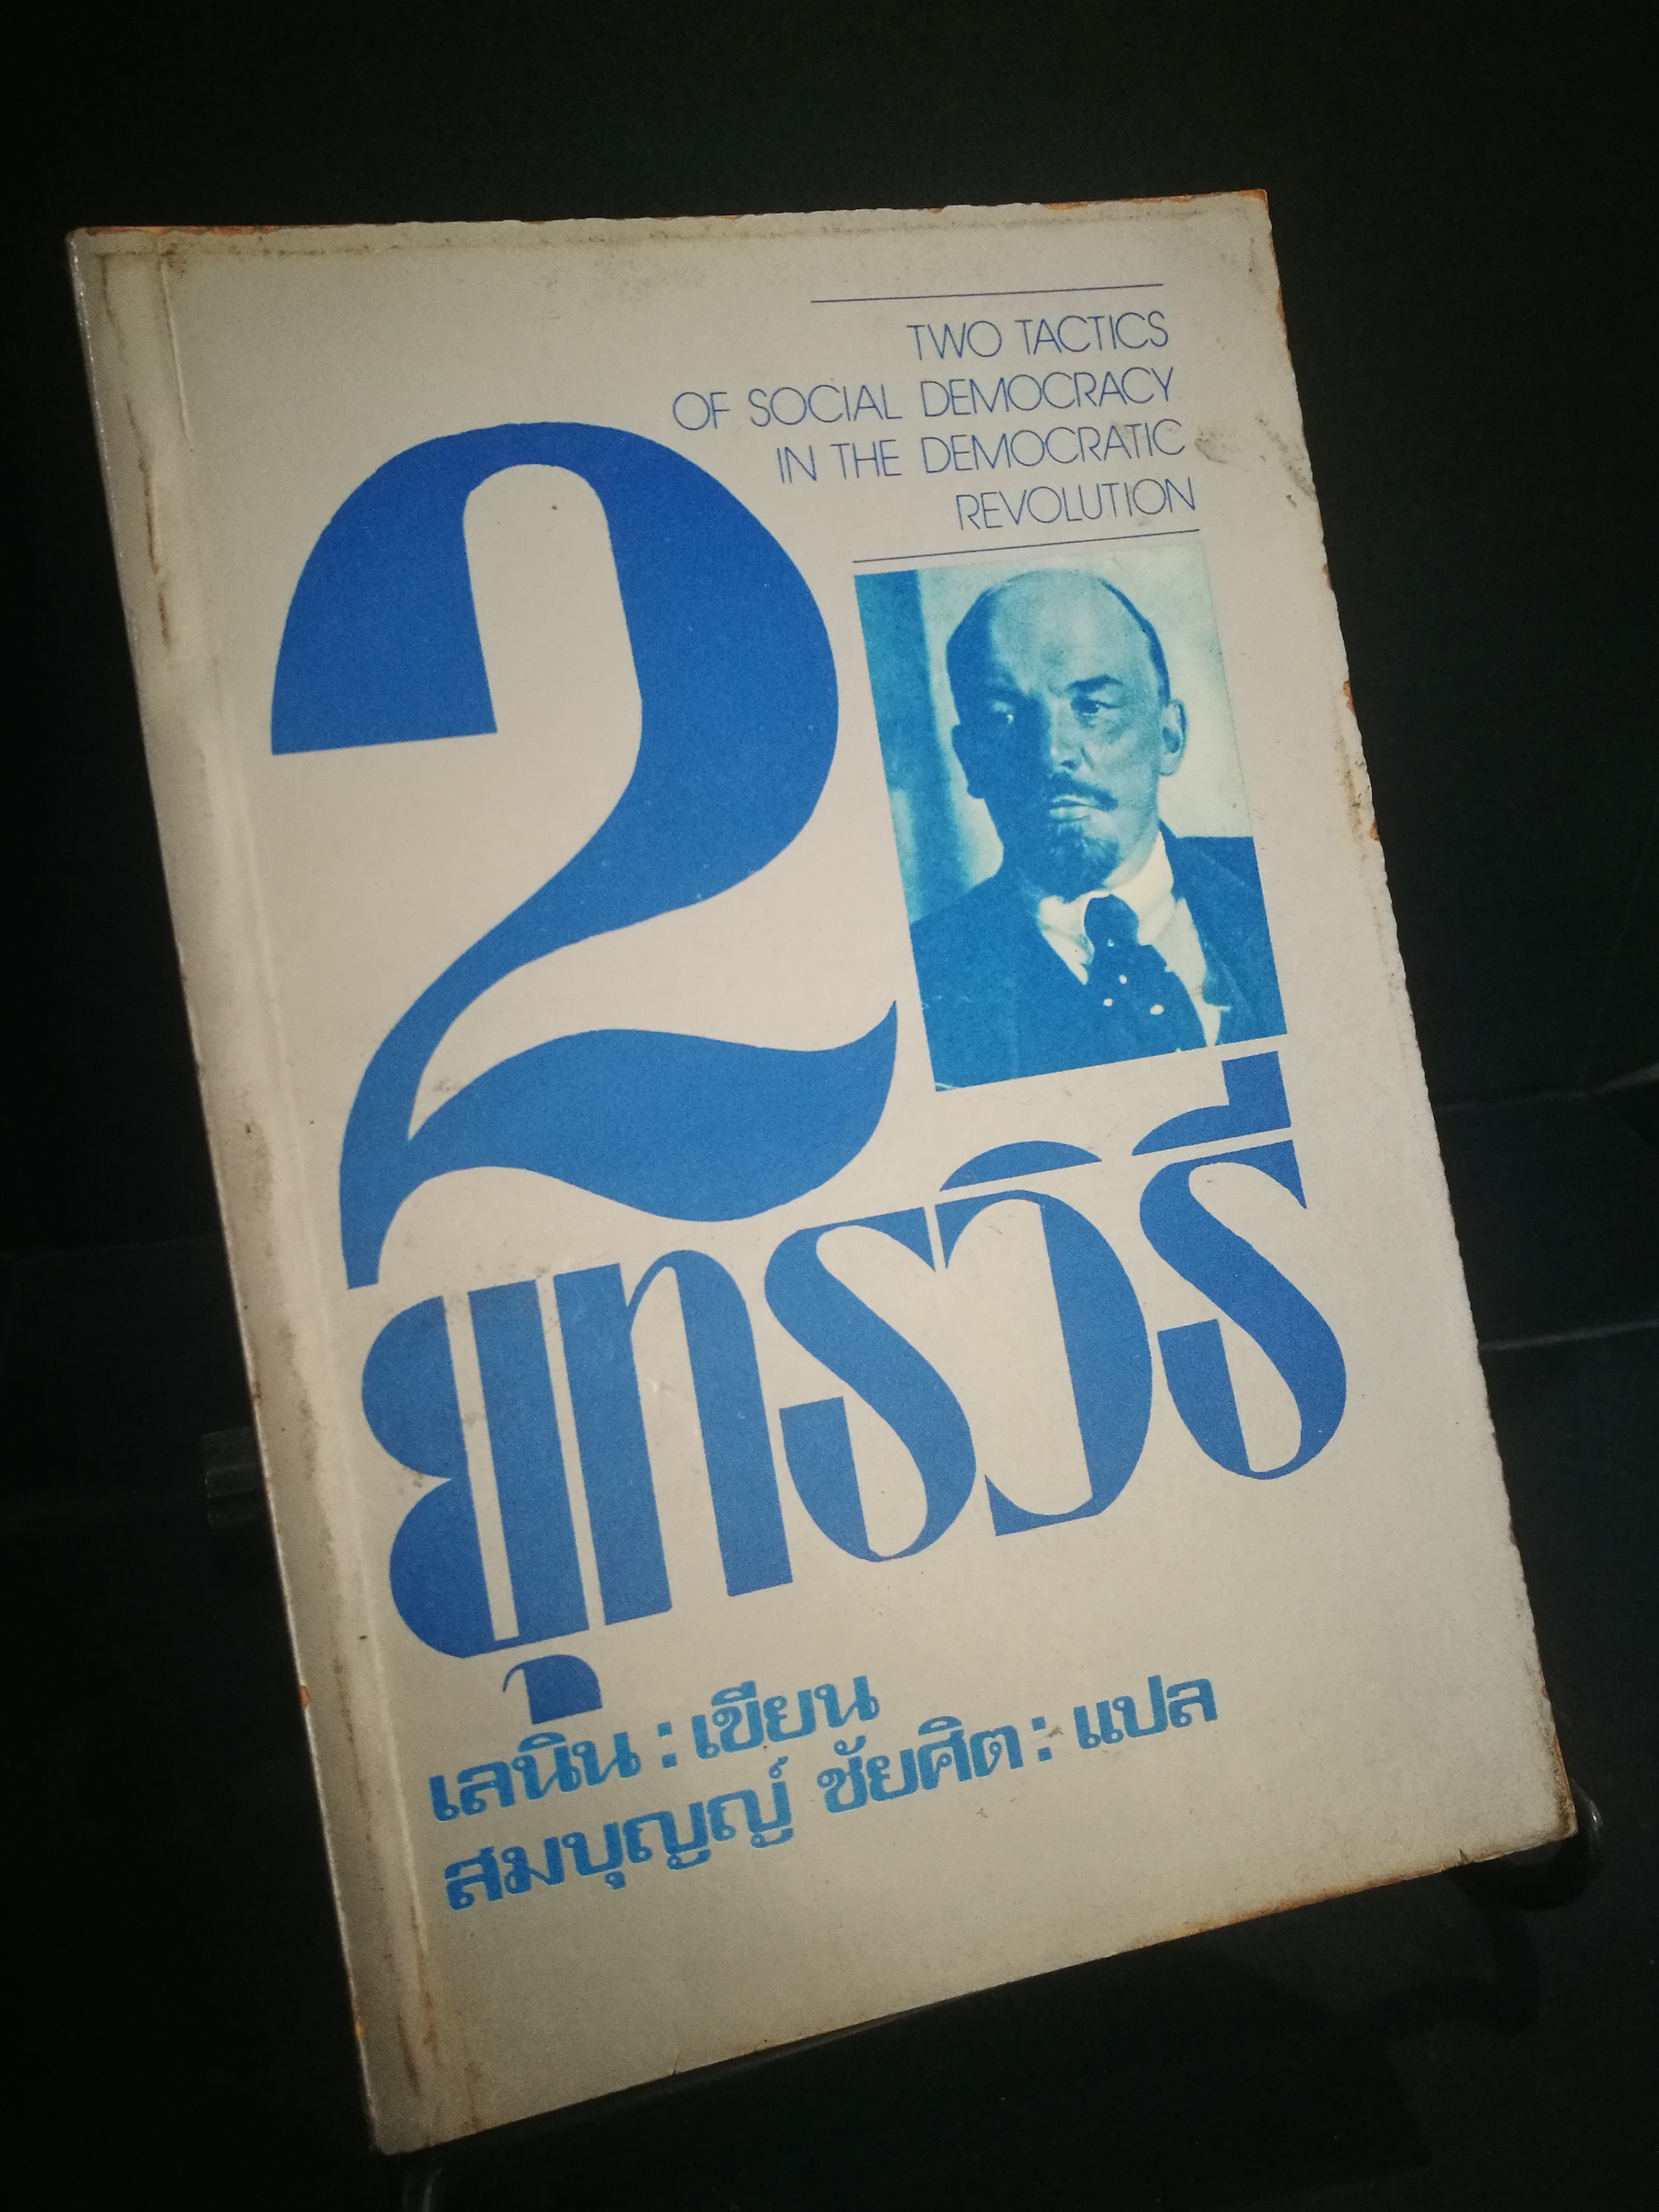 TWO TACTICS
OF SOCIAL DEMOCRACY
IN THE DEMOCRATIC
REVOLUTION
2
ยุทธวิธี
เลนิน : เขียน
สมบุญญ์ ชัยศิต : แปล